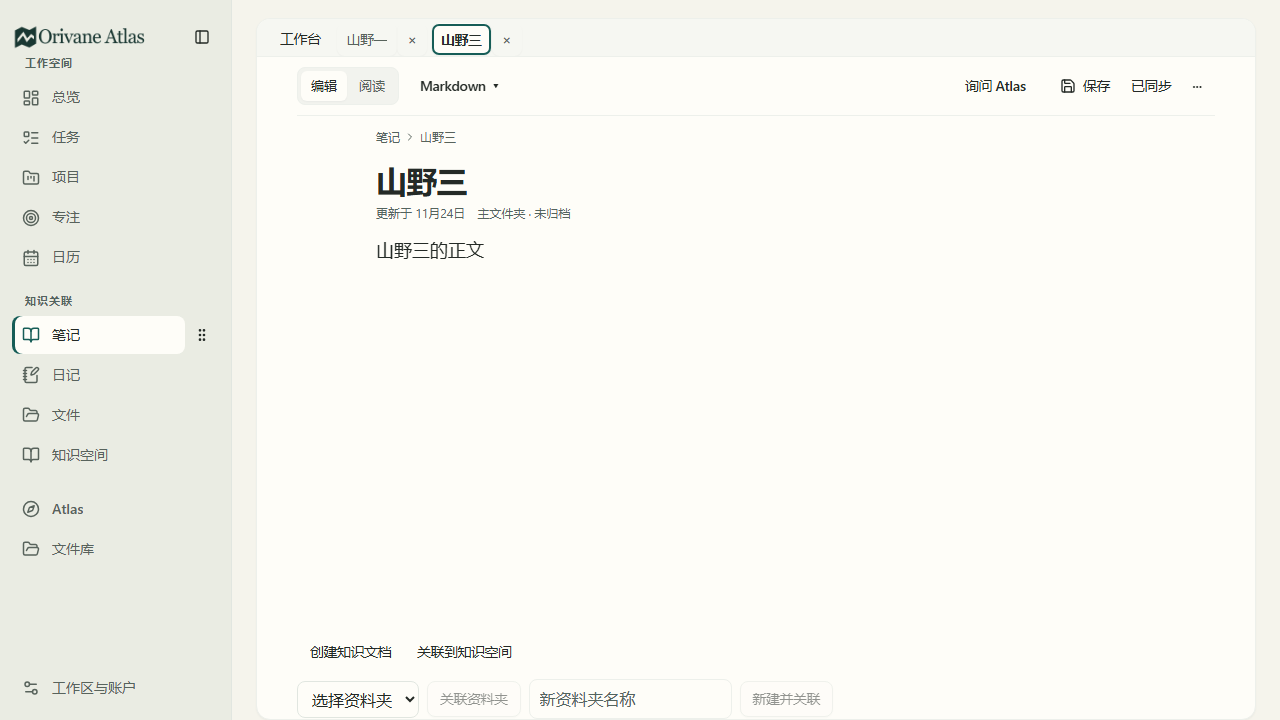 Orivane Atlas
工作空间
总览
任务
项目
专注
日历
知识关联
笔记
日记
文件
知识空间
Atlas
文件库
工作区与账户
工作台 山野一 × 山野三 ×
编辑 阅读 Markdown 询问 Atlas 保存 已同步 ···
笔记 > 山野三
山野三
更新于 11月24日 主文件夹 · 未归档
山野三的正文
创建知识文档 关联到知识空间
选择资料夹 关联资料夹 新资料夹名称 新建并关联